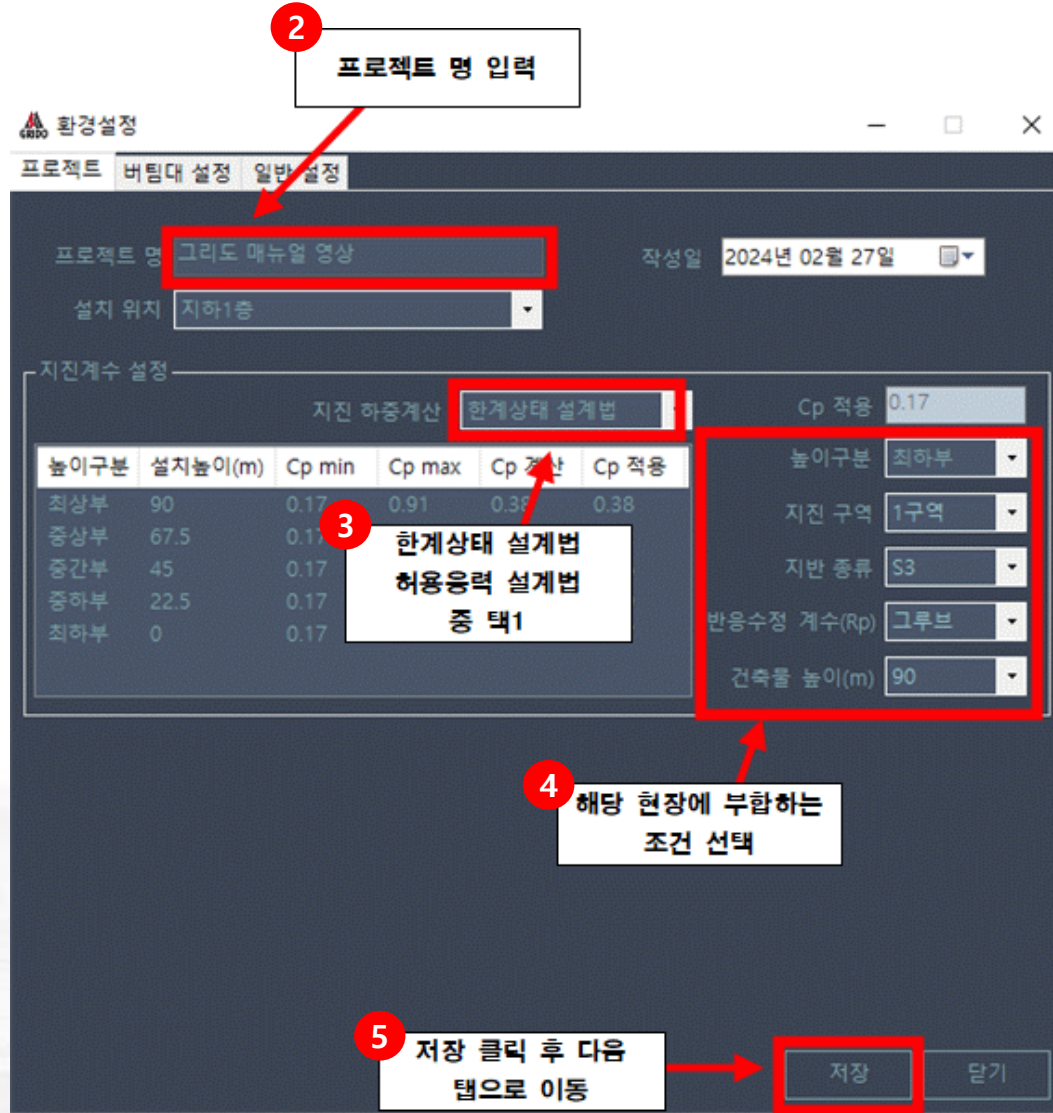 2
프로젝트 명 입력
GRIDO 환경설정
프로젝트 버팀대 설정 일반 설정
프로젝트 명 그리도 매뉴얼 영상 작성일 2024년 02월 27일
설치 위치 지하1층
지진계수 설정
지진 하중계산 한계상태 설계법 Cp 적용 0.17
높이구분 설치높이(m) Cp min Cp max Cp 계산 Cp 적용 높이구분 최하부
최상부 90 0.17 0.91 0.38 0.38
지진 구역 1구역
중상부 67.5 0.17
중간부 45 0.17
지반 종류 S3
중하부 22.5 0.17
최하부 0 0.17
반응수정 계수(Rp) 그루브
건축물 높이(m) 90
3
한계상태 설계법
허용응력 설계법
중 택1
4
해당 현장에 부합하는
조건 선택
5
저장 클릭 후 다음
탭으로 이동
저장 닫기